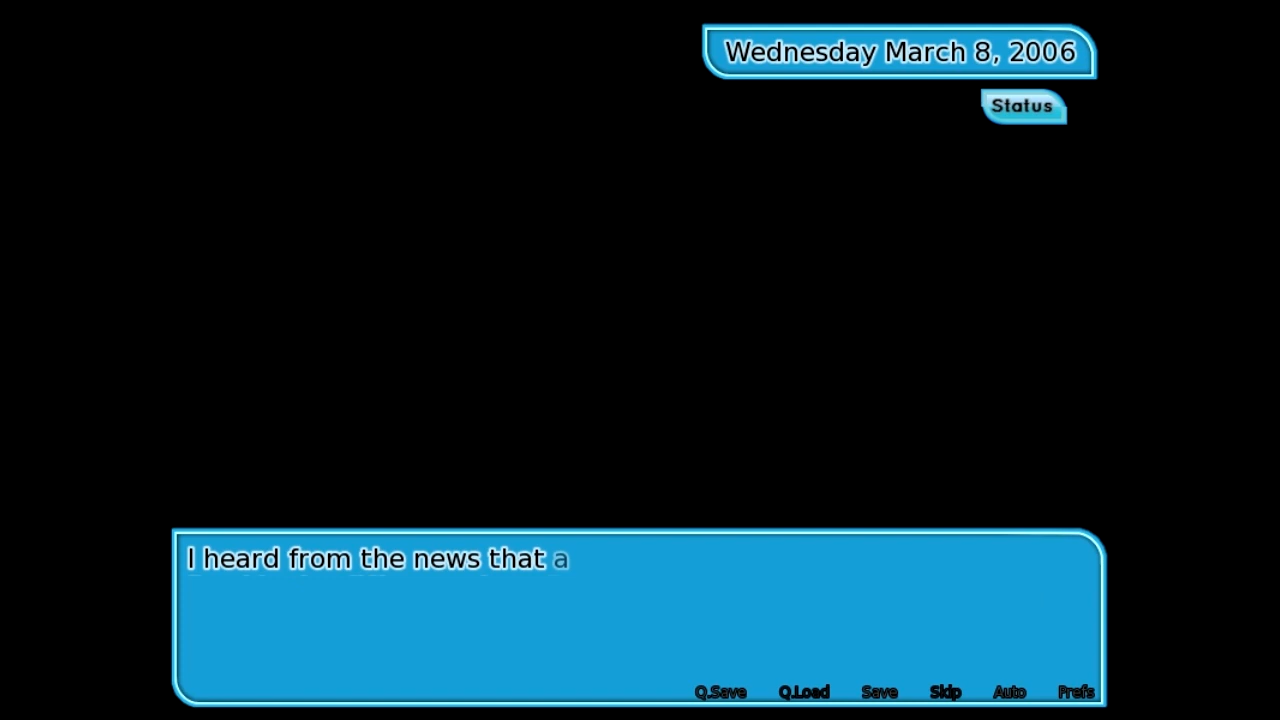 Wednesday March 8, 2006
Status
I heard from the news that a
Q.Save Q.Load Save Skip Auto Prefs